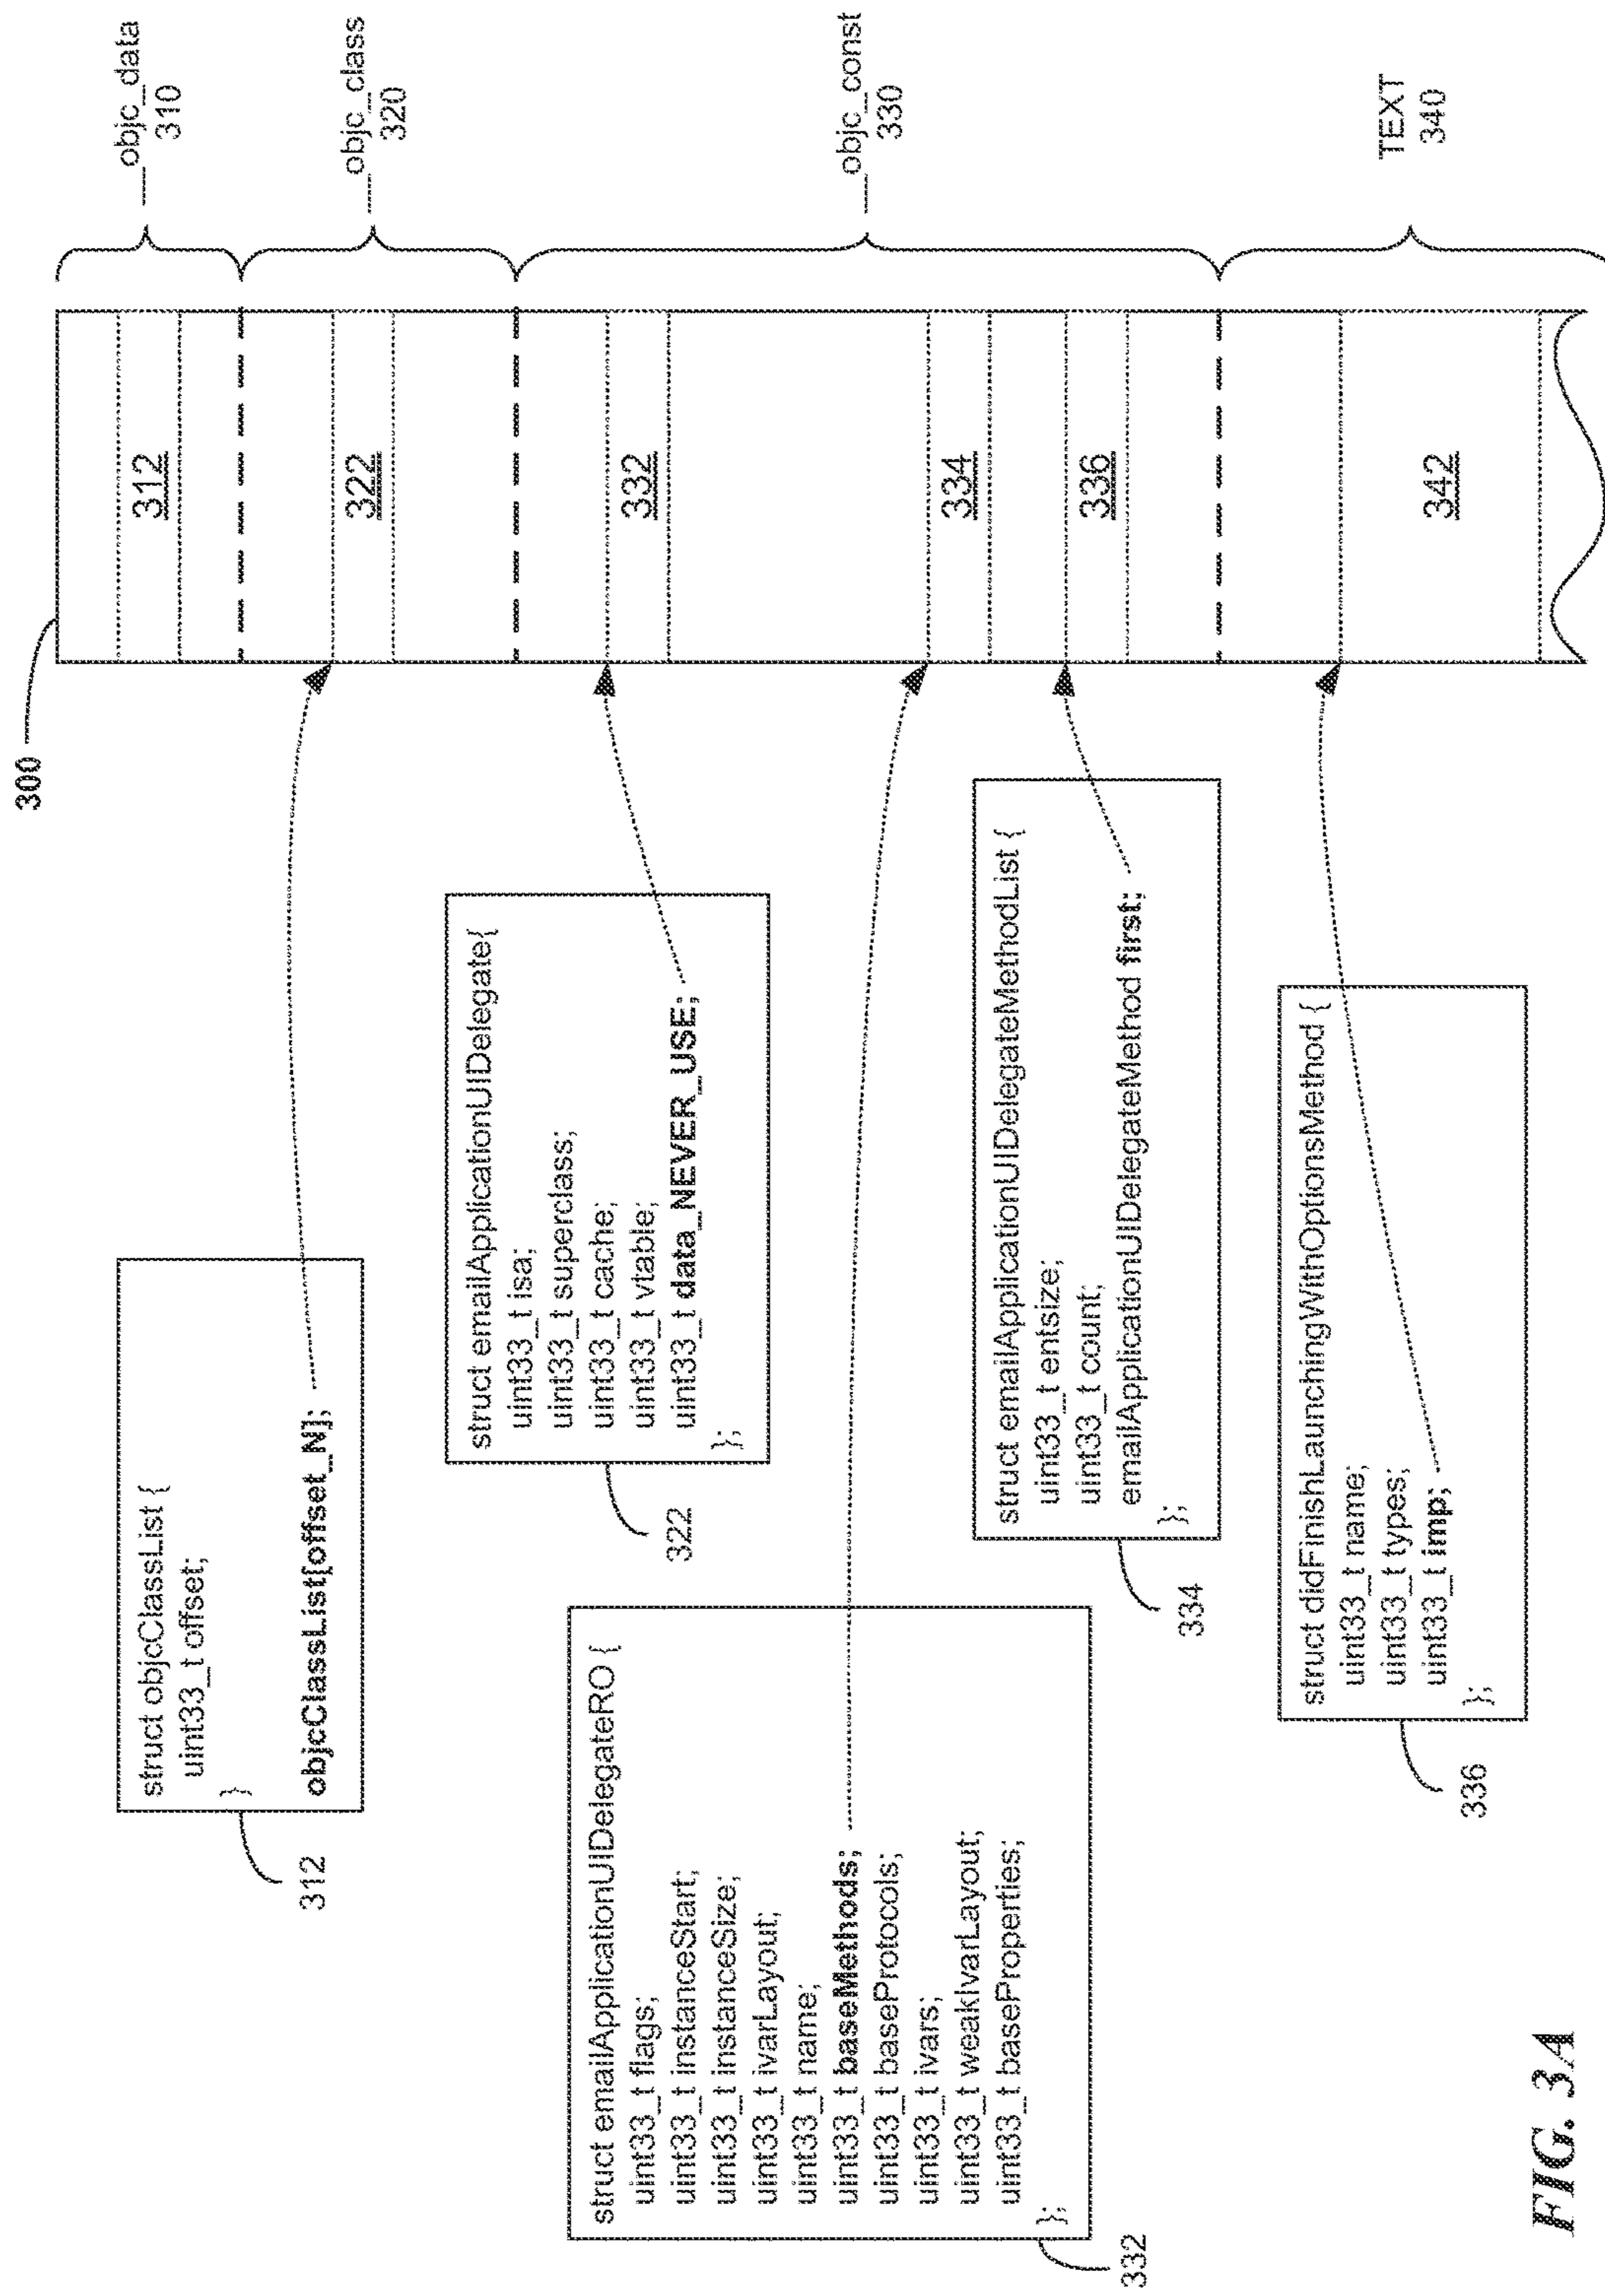 300
312
struct objcClassList {
uint33_t offset;
}
objcClassList[offset_N];
312
__objc_data
310
322
struct emailApplicationUIDelegate{
uint33_t isa;
uint33_t superclass;
uint33_t cache;
uint33_t vtable;
uint33_t data_NEVER_USE;
};
322
__objc_class
320
332
struct emailApplicationUIDelegateRO {
uint33_t flags;
uint33_t instanceStart;
uint33_t instanceSize;
uint33_t ivarLayout;
uint33_t name;
uint33_t baseMethods;
uint33_t baseProtocols;
uint33_t ivars;
uint33_t weakIvarLayout;
uint33_t baseProperties;
};
332
__objc_const
330
334
struct emailApplicationUIDelegateMethodList {
uint33_t entsize;
uint33_t count;
emailApplicationUIDelegateMethod first;
};
334
336
struct didFinishLaunchingWithOptionsMethod {
uint33_t name;
uint33_t types;
uint33_t imp;
};
336
342
TEXT
340
FIG. 3A